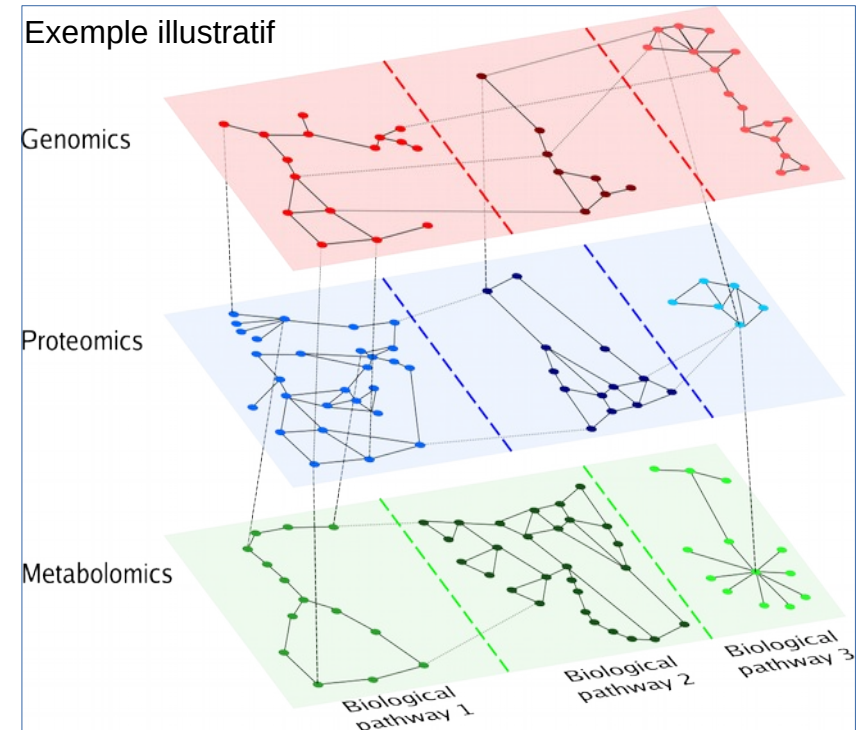 Exemple illustratif
Genomics
Proteomics
Metabolomics
Biological
pathway 1
Biological
pathway 2
Biological
pathway 3